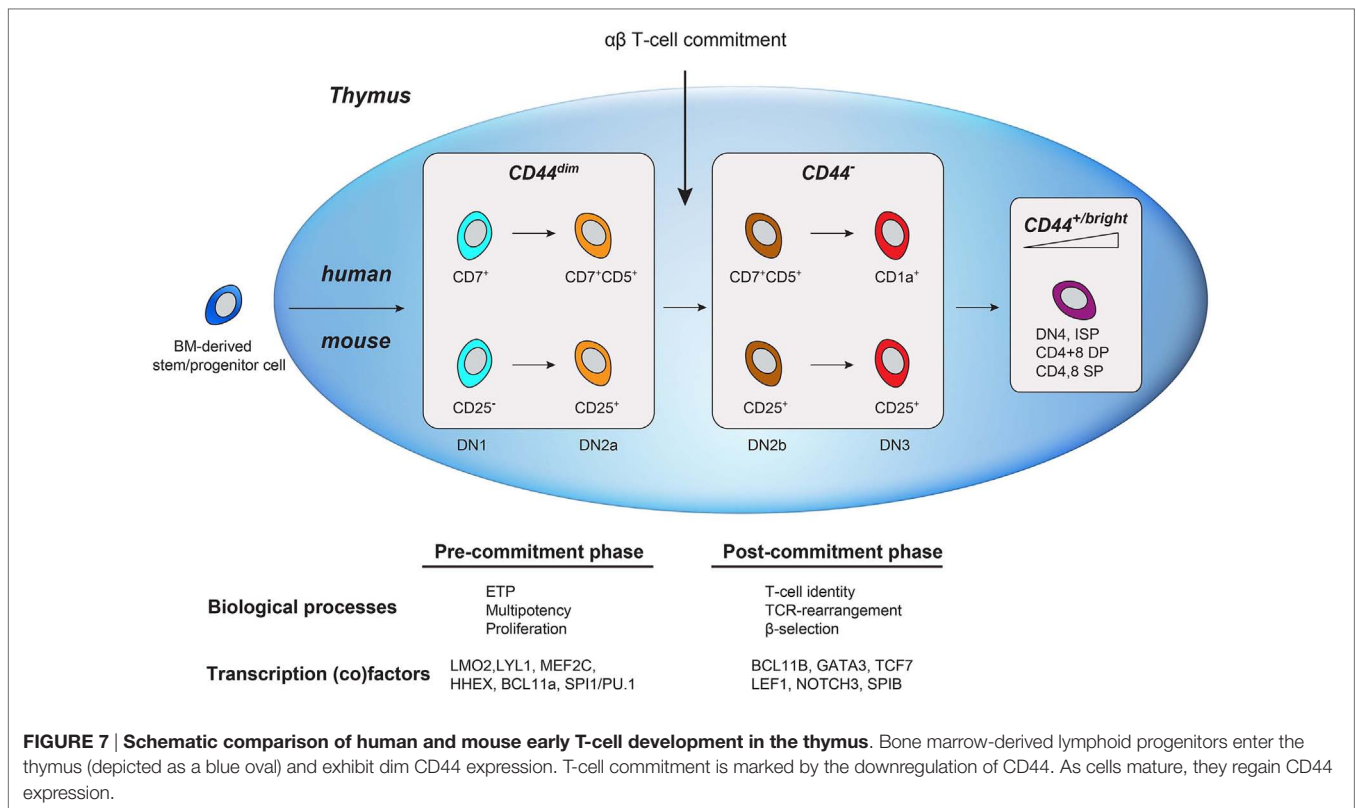 αβ T-cell commitment
Thymus
CD44dim
CD44-
CD44+/bright
CD7+
CD7+CD5+
CD7+CD5+
CD1a+
human
mouse
BM-derived
stem/progenitor cell
DN4, ISP
CD4+8 DP
CD4,8 SP
CD25-
CD25+
CD25+
CD25+
DN1
DN2a
DN2b
DN3
Pre-commitment phase
Post-commitment phase
Biological processes
ETP
Multipotency
Proliferation
T-cell identity
TCR-rearrangement
β-selection
Transcription (co)factors
LMO2,LYL1, MEF2C,
HHEX, BCL11a, SPI1/PU.1
BCL11B, GATA3, TCF7
LEF1, NOTCH3, SPIB
FIGURE 7 | Schematic comparison of human and mouse early T-cell development in the thymus. Bone marrow-derived lymphoid progenitors enter the
thymus (depicted as a blue oval) and exhibit dim CD44 expression. T-cell commitment is marked by the downregulation of CD44. As cells mature, they regain CD44
expression.